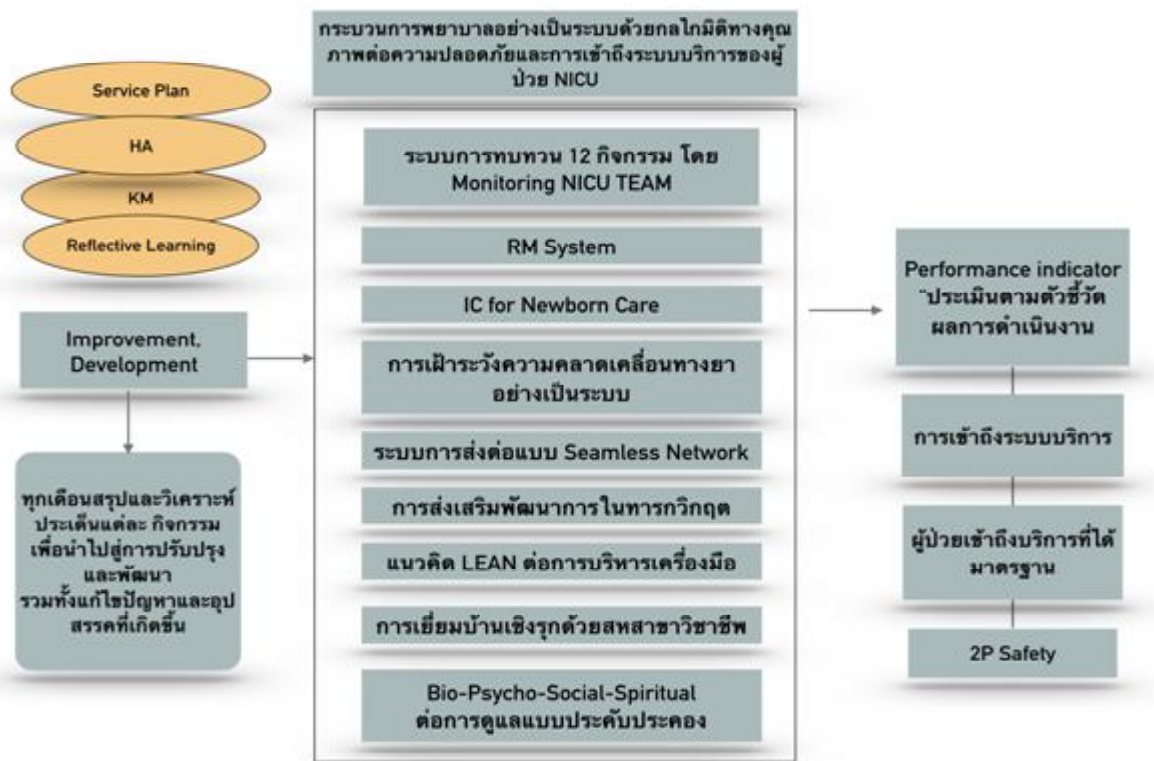 กระบวนการพยาบาลอย่างเป็นระบบด้วยกลไกมิติทางคุณ
ภาพต่อความปลอดภัยและการเข้าถึงระบบบริการของผู้
ป่วย NICU
Service Plan
HA
KM
Reflective Learning
Improvement,
Development
ทุกเดือนสรุปและวิเคราะห์
ประเด็นแต่ละ กิจกรรม
เพื่อนำไปสู่การปรับปรุง
และพัฒนา
รวมทั้งแก้ไขปัญหาและอุป
สรรคที่เกิดขึ้น
ระบบการทบทวน 12 กิจกรรม โดย
Monitoring NICU TEAM
RM System
IC for Newborn Care
การเฝ้าระวังความคลาดเคลื่อนทางยา
อย่างเป็นระบบ
ระบบการส่งต่อแบบ Seamless Network
การส่งเสริมพัฒนาการในทารกวิกฤต
แนวคิด LEAN ต่อการบริหารเครื่องมือ
การเยี่ยมบ้านเชิงรุกด้วยสหสาขาวิชาชีพ
Bio-Psycho-Social-Spiritual
ต่อการดูแลแบบประคับประคอง
Performance indicator
¨ประเมินตามตัวชี้วัด
ผลการดำเนินงาน
การเข้าถึงระบบบริการ
ผู้ป่วยเข้าถึงบริการที่ได้
มาตรฐาน
2P Safety